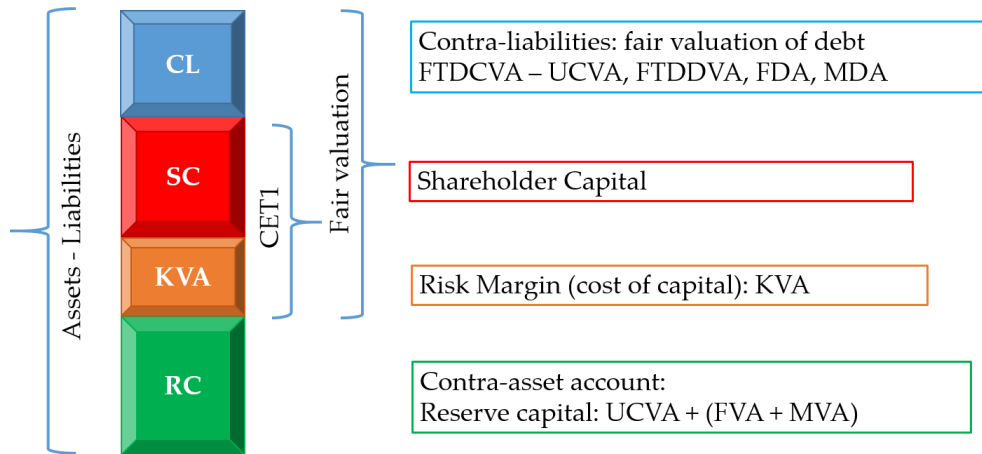 Assets - Liabilities
CL
SC
KVA
RC
CET1
Fair valuation
Contra-liabilities: fair valuation of debt
FTDCVA – UCVA, FTDDVA, FDA, MDA
Shareholder Capital
Risk Margin (cost of capital): KVA
Contra-asset account:
Reserve capital: UCVA + (FVA + MVA)